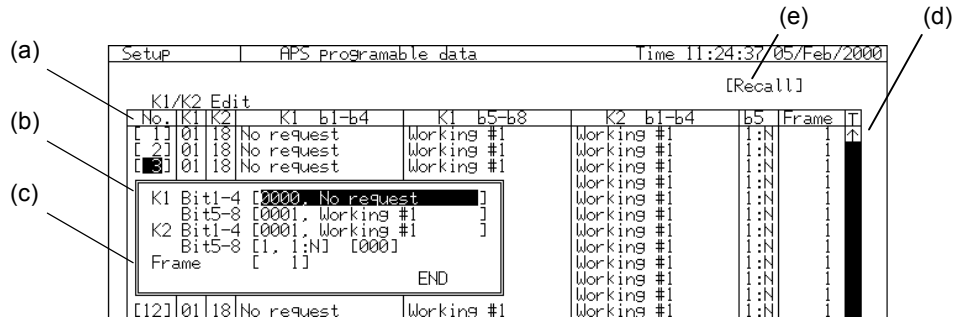 (e) (d)
(a)
Setup APS programable data Time 11:24:37/05/Feb/2000
[Recall]
K1/K2 Edit
No. K1 K2 K1 b1-b4 K1 b5-b8 K2 b1-b4 b5 Frame T
(b)
[ 1] 01 18 No request Working #1 Working #1 1:N 1 ↑
[ 2] 01 18 No request Working #1 Working #1 1:N 1
[ 3] 01 18 No request Working #1 Working #1 1:N 1
Working #1 1:N 1
(c)
K1 Bit1-4 [0000, No request ] Working #1 1:N 1
Bit5-8 [0001, Working #1 ] Working #1 1:N 1
K2 Bit1-4 [0001, Working #1 ] Working #1 1:N 1
Bit5-8 [1, 1:N] [000] Working #1 1:N 1
Frame [ 1] Working #1 1:N 1
END Working #1 1:N 1
Working #1 1:N 1
[12] 01 18 No request Working #1 Working #1 1:N 1